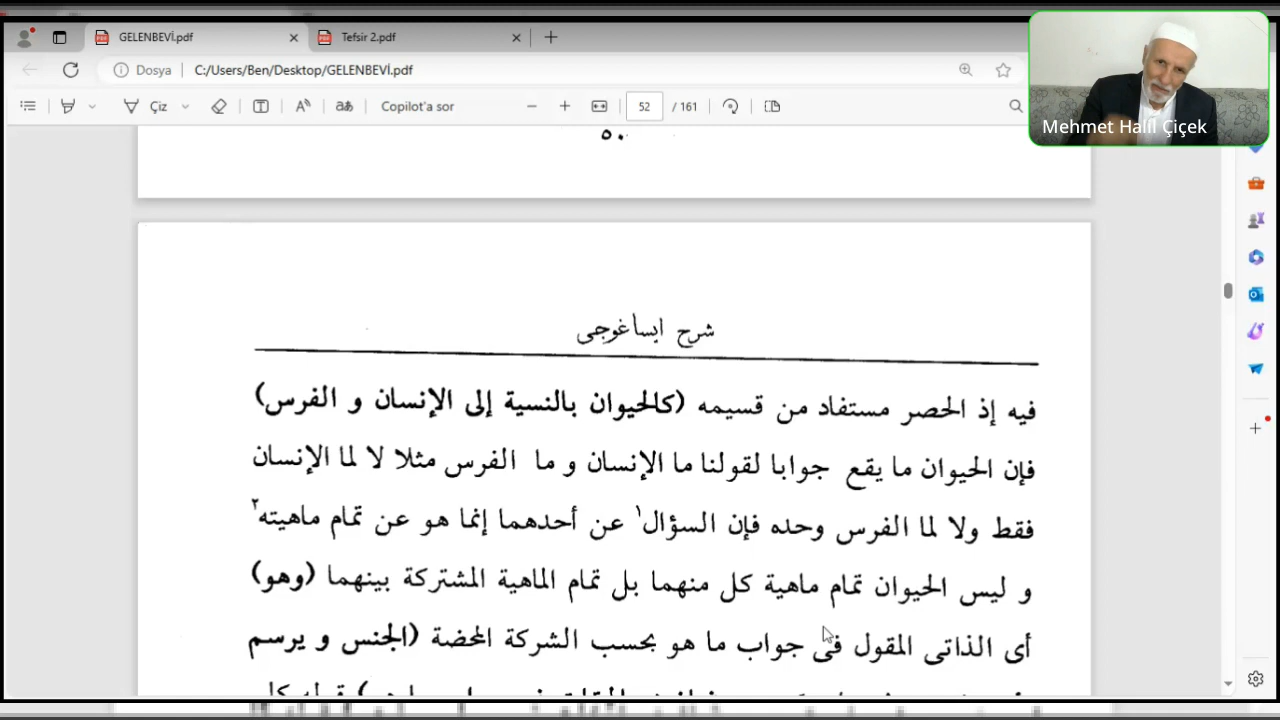 GELENBEVİ.pdf
Tefsir 2.pdf
Dosya
C:/Users/Ben/Desktop/GELENBEVİ.pdf
Çiz
Copilot'a sor
52 / 161
Mehmet Halil Çiçek
٥٠
شرح ايساغوجى
فيه إذ الحصر مستفاد من قسيمه (كالحيوان بالنسية إلى الإنسان و الفرس)
فإن الحيوان ما يقع جوابا لقولنا ما الإنسان و ما الفرس مثلا لا لما الإنسان
فقط ولا لما الفرس وحده فإن السؤال١ عن أحدهما إنما هو عن تمام ماهيته٢
و ليس الحيوان تمام ماهية كل منهما بل تمام الماهية المشتركة بينهما (وهو)
أى الذاتى المقول فى جواب ما هو بحسب الشركة المحضة (الجنس و يرسم